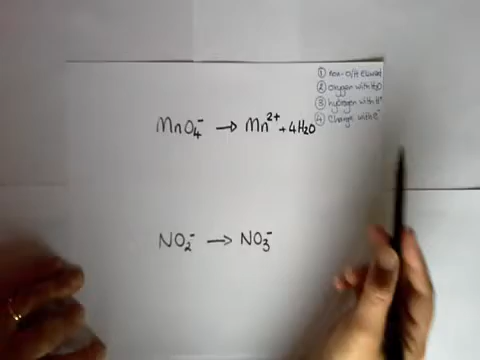 ① non-O/H element
② oxygen with H₂O
③ hydrogen with H⁺
④ Charge with e⁻
MnO₄⁻ → Mn²⁺ + 4H₂O
NO₂⁻ → NO₃⁻